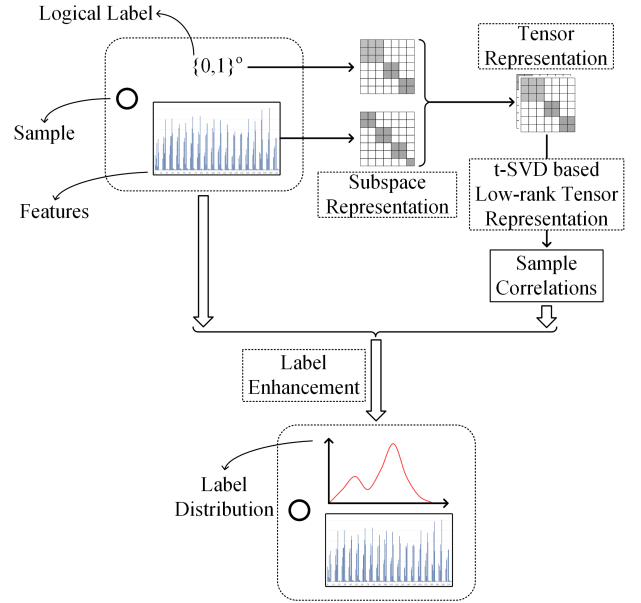 Logical Label
{0,1}º
Sample
Features
Subspace
Representation
Tensor
Representation
t-SVD based
Low-rank Tensor
Representation
Sample
Correlations
Label
Enhancement
Label
Distribution